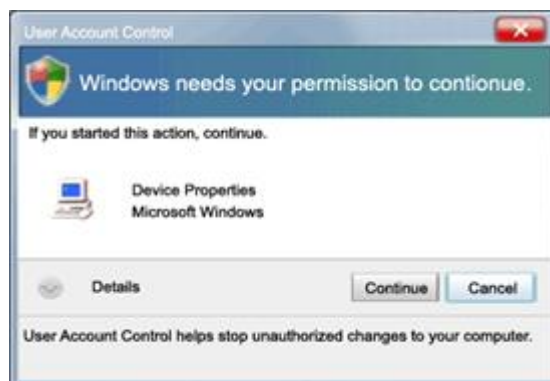 User Account Control
Windows needs your permission to contionue.
If you started this action, continue.
Device Properties
Microsoft Windows
Details
Continue
Cancel
User Account Control helps stop unauthorized changes to your computer.